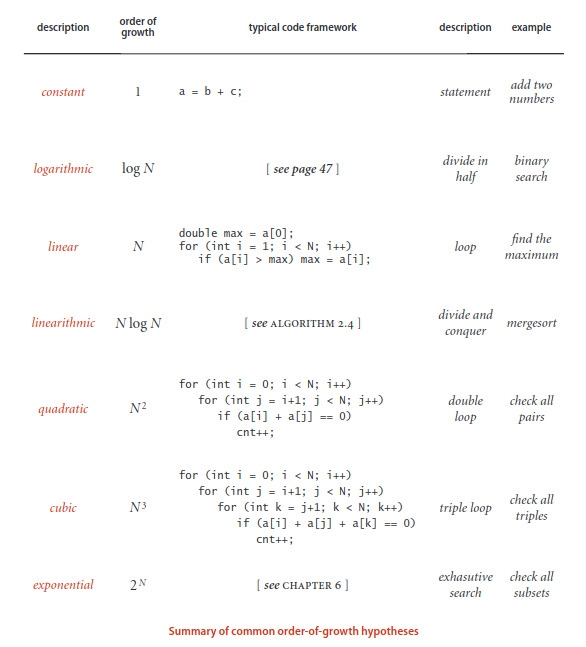 description order of growth typical code framework description example
constant 1 a = b + c; statement add two numbers
logarithmic log N [ see page 47 ] divide in half binary search
linear N double max = a[0];
for (int i = 1; i < N; i++)
if (a[i] > max) max = a[i]; loop find the maximum
linearithmic N log N [ see ALGORITHM 2.4 ] divide and conquer mergesort
quadratic N² for (int i = 0; i < N; i++)
for (int j = i+1; j < N; j++)
if (a[i] + a[j] == 0)
cnt++; double loop check all pairs
cubic N³ for (int i = 0; i < N; i++)
for (int j = i+1; j < N; j++)
for (int k = j+1; k < N; k++)
if (a[i] + a[j] + a[k] == 0)
cnt++; triple loop check all triples
exponential 2ᴺ [ see CHAPTER 6 ] exhasutive search check all subsets
Summary of common order-of-growth hypotheses